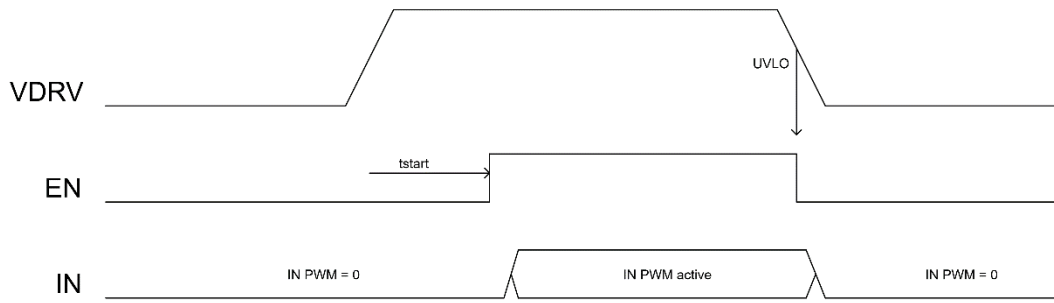 UVLO
VDRV
tstart
EN
IN PWM = 0
IN PWM active
IN PWM = 0
IN